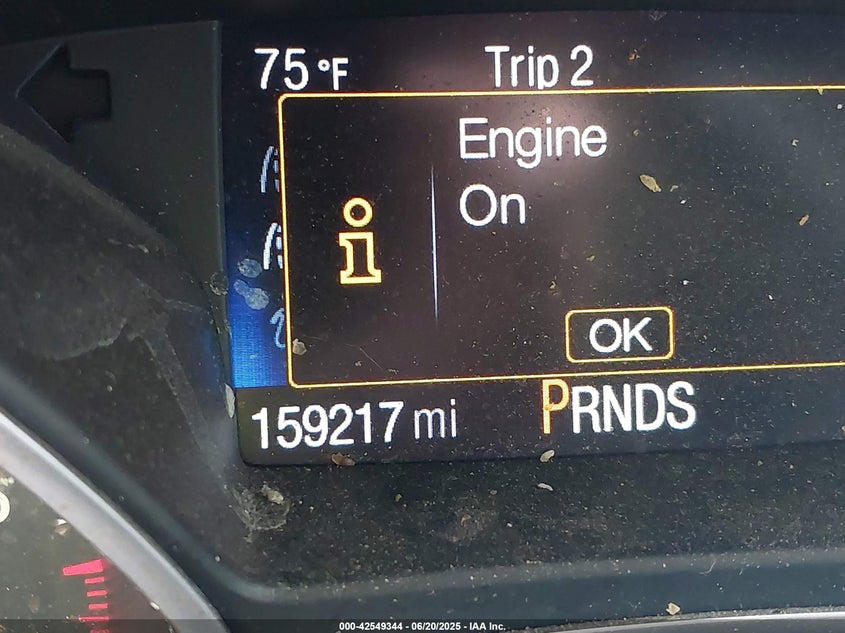 75°F Trip 2
Engine
On
OK
159217 mi PRNDS
000-42549344 - 06/20/2025 - IAA Inc.